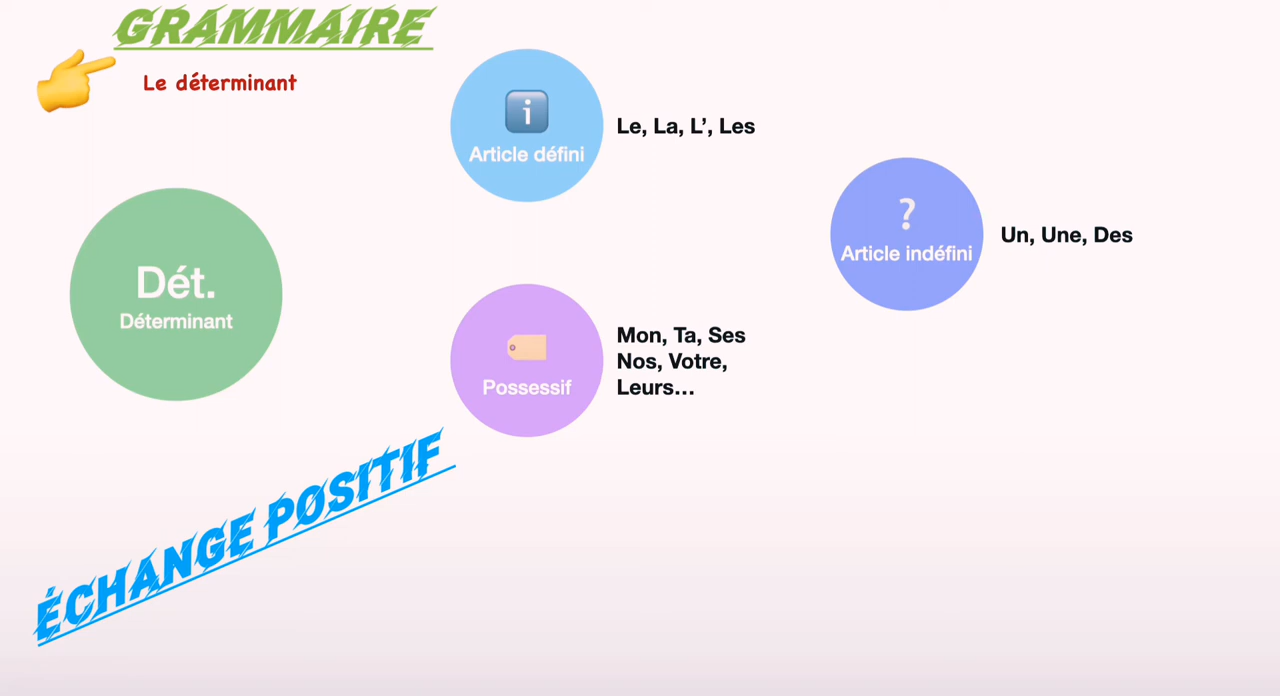 GRAMMAIRE
Le déterminant
Article défini
Le, La, L’, Les
?
Article indéfini
Un, Une, Des
Dét.
Déterminant
Possessif
Mon, Ta, Ses
Nos, Votre,
Leurs…
ÉCHANGE POSITIF